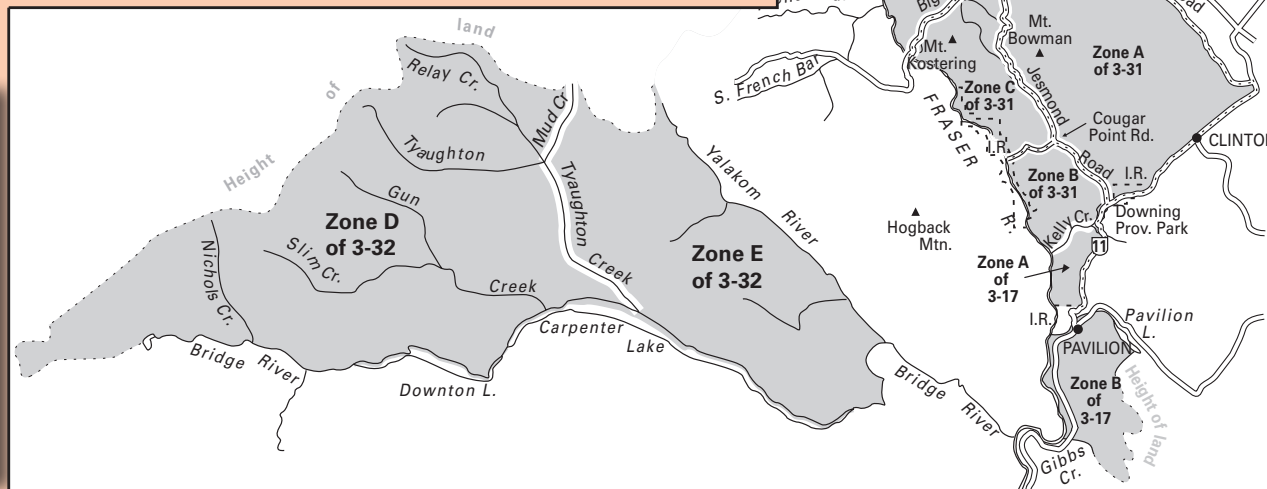 land
of
Height
Relay Cr.
Mud Cr
Tyaughton
Tyaughton
Creek
Gun
Zone D
of 3-32
Slim Cr.
Nichols Cr.
Creek
Zone E
of 3-32
Yalakom
River
Carpenter
Lake
Bridge River
Downton L.
Bridge
River
S. French Bar
Big
Mt.
Kostering
Mt.
Bowman
Zone A
of 3-31
Jesmond
Road
Zone C
of 3-31
FRASER
R.
Cougar
Point Rd.
CLINTO
I.R.
I.R.
Zone B
of 3-31
Hogback
Mtn.
Kelly Cr.
Downing
Prov. Park
11
Zone A
of
3-17
I.R.
Pavilion
L.
PAVILION
Zone B
of
3-17
Height of land
Gibbs
Cr.